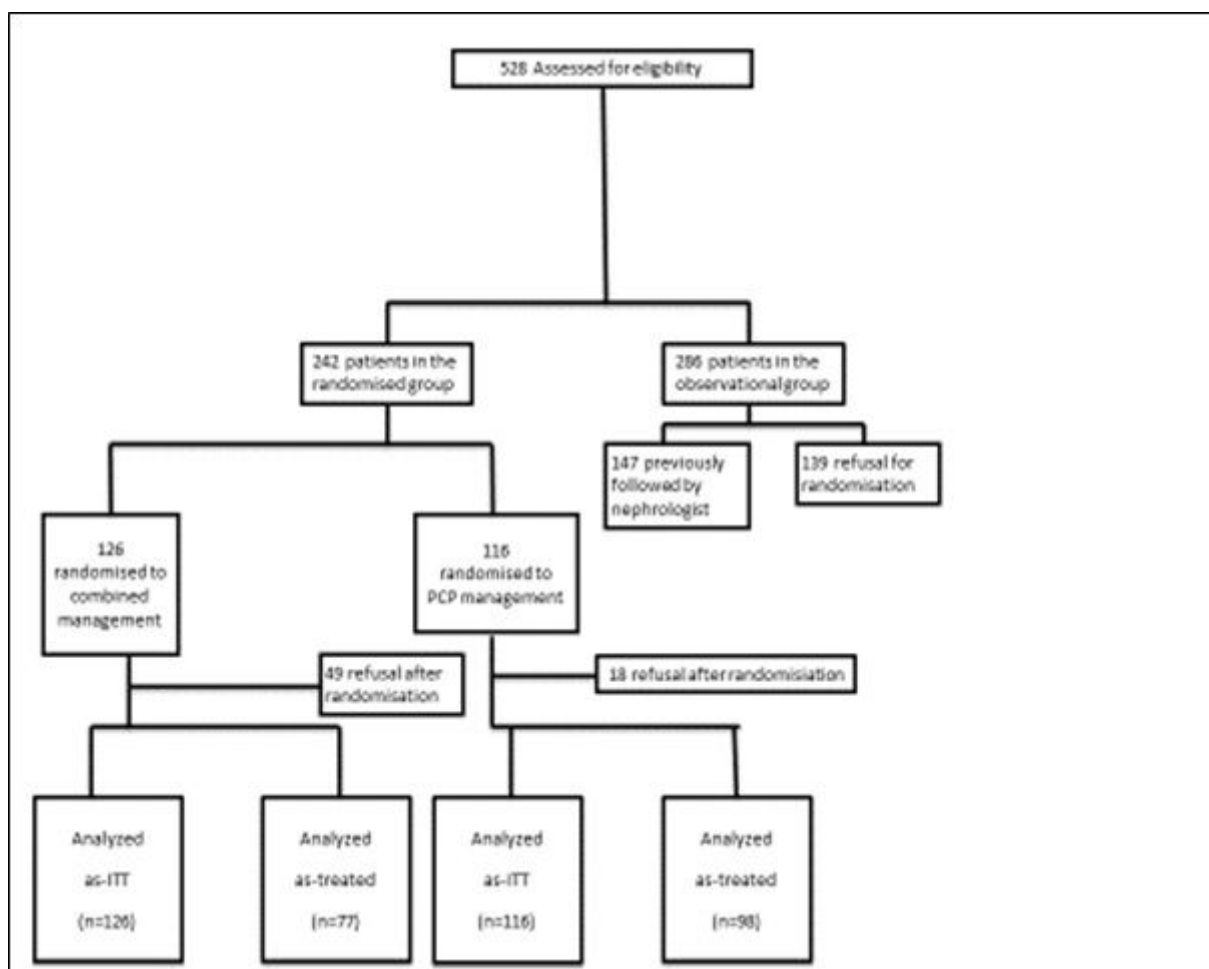 528 Assessed for eligibility
242 patients in the
randomised group
286 patients in the
observational group
147 previously
followed by
nephrologist
139 refusal for
randomisation
126
randomised to
combined
management
116
randomised to
PCP management
49 refusal after
randomisation
18 refusal after randomisiation
Analyzed
as-ITT
(n=126)
Analyzed
as-treated
(n=77)
Analyzed
as-ITT
(n=116)
Analyzed
as-treated
(n=98)